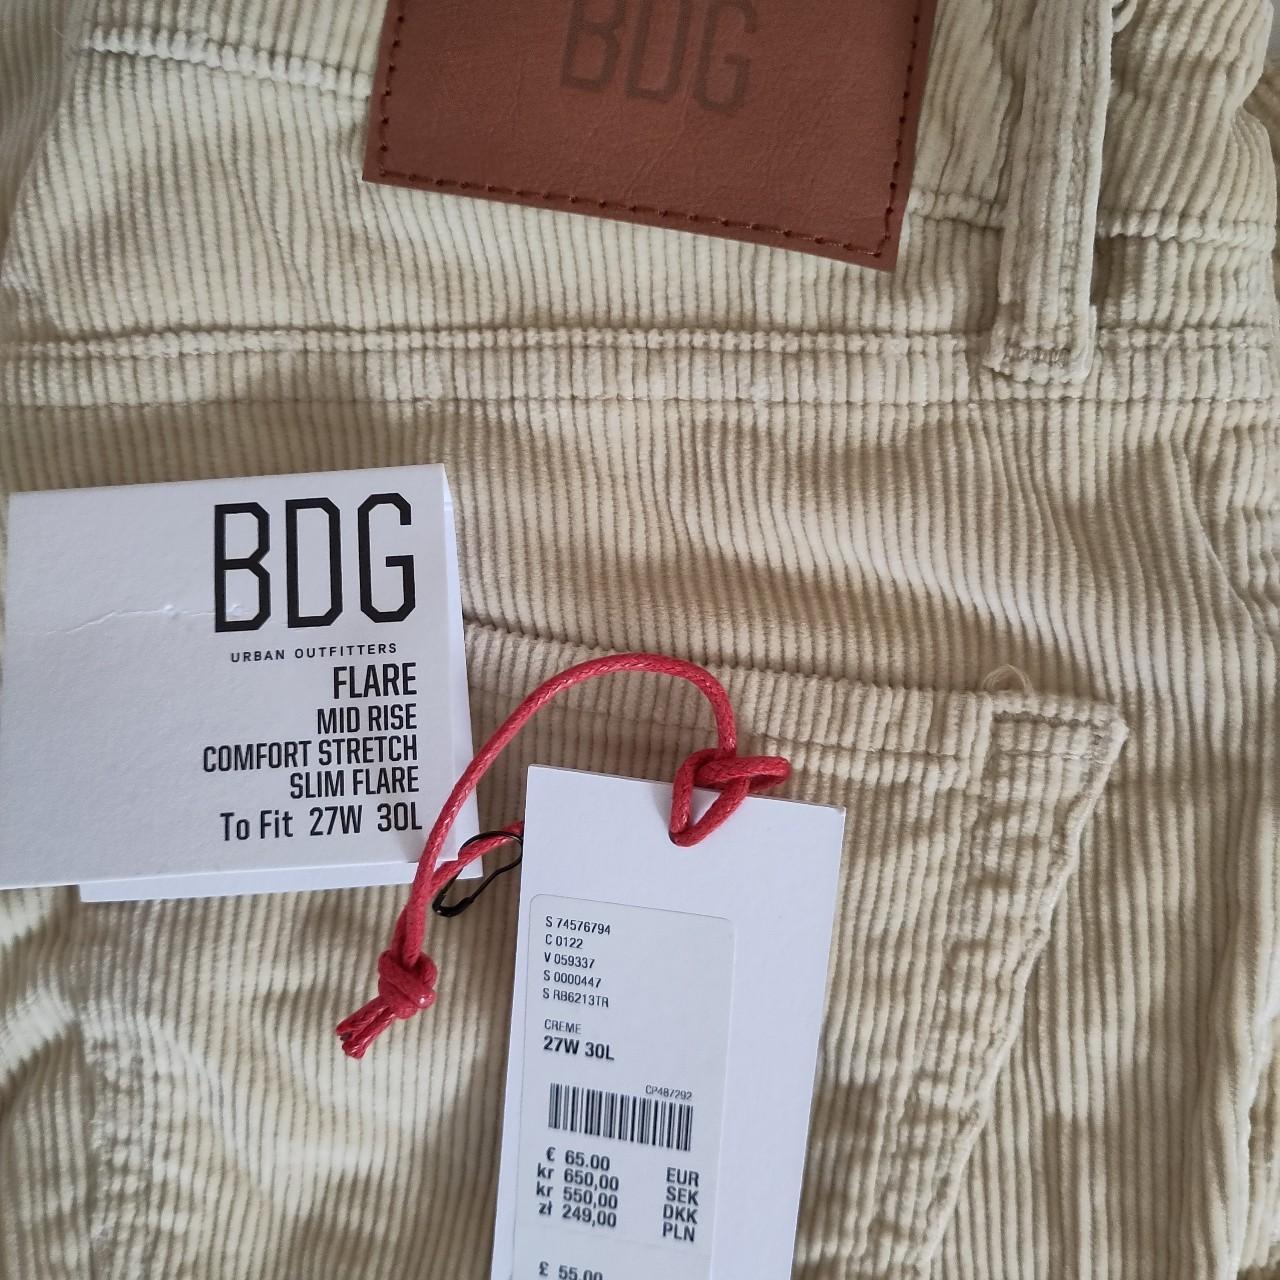 BDG
BDG
URBAN OUTFITTERS
FLARE
MID RISE
COMFORT STRETCH
SLIM FLARE
To Fit 27W 30L
S 74576794
C 0122
V 059337
S 0000447
S RB6213TR
CREME
27W 30L
CP487292
€ 65.00 EUR
kr 650,00 SEK
kr 550,00 DKK
zł 249,00 PLN
£ 55.00